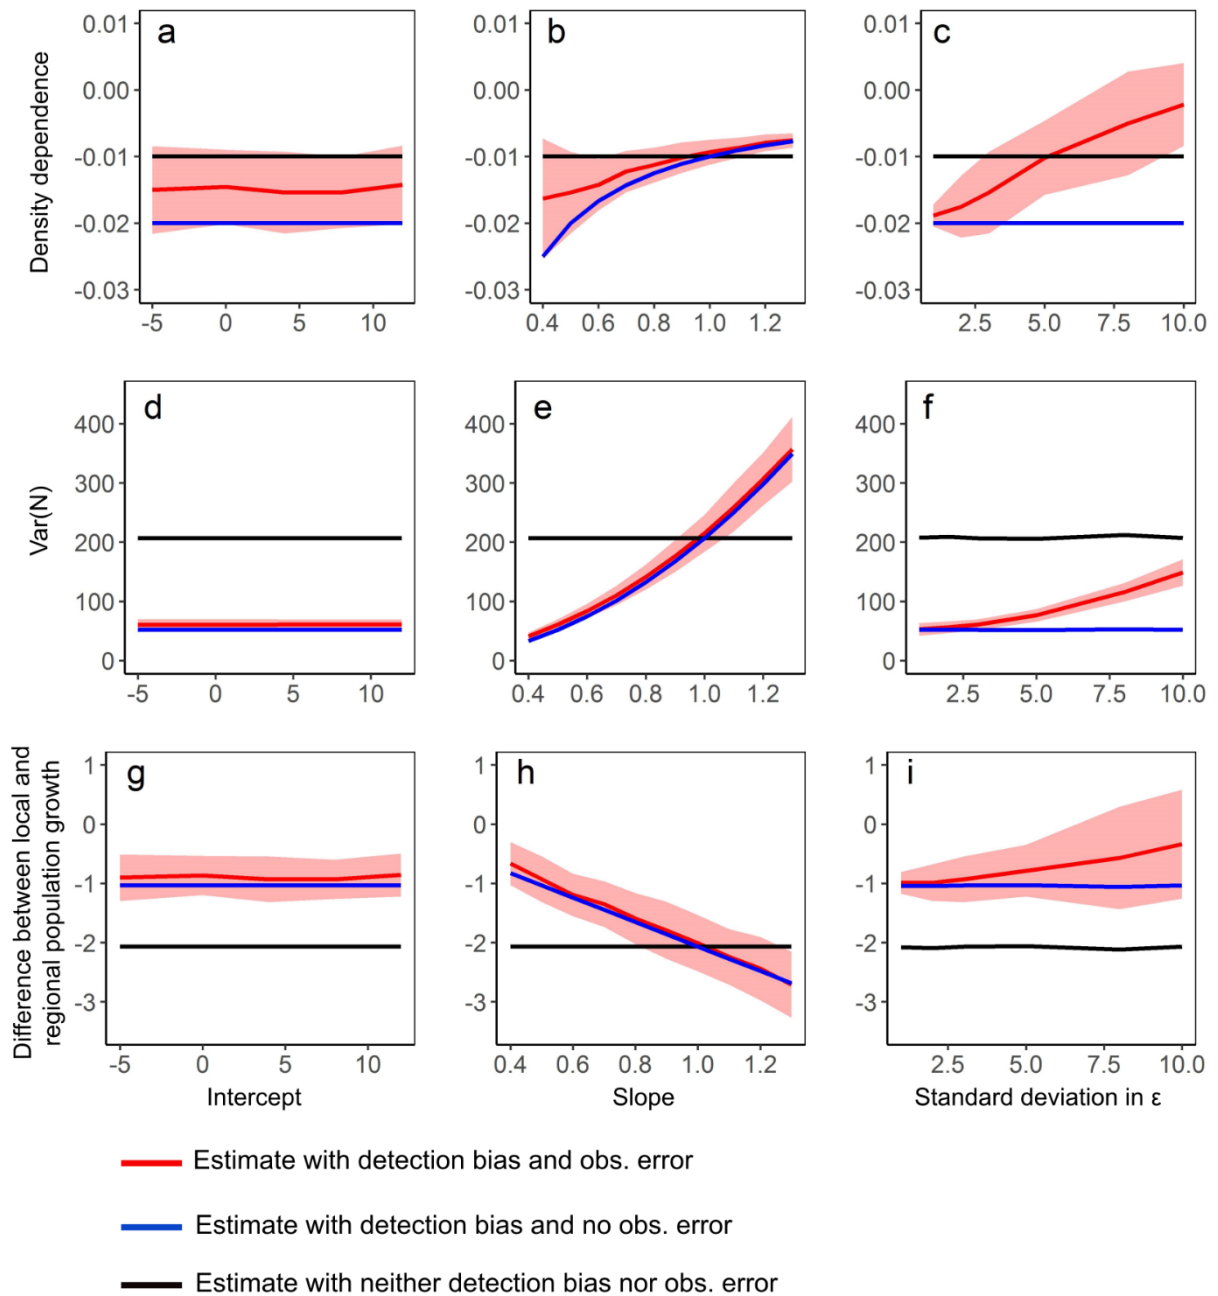 a
b
c
Density dependence
0.01
0.00
-0.01
-0.02
-0.03
-5 0 5 10
0.01
0.00
-0.01
-0.02
-0.03
0.4 0.6 0.8 1.0 1.2
0.01
0.00
-0.01
-0.02
-0.03
2.5 5.0 7.5 10.0
d
e
f
Var(N)
400
300
200
100
0
-5 0 5 10
400
300
200
100
0
0.4 0.6 0.8 1.0 1.2
400
300
200
100
0
2.5 5.0 7.5 10.0
g
h
i
Difference between local and
regional population growth
1
0
-1
-2
-3
-5 0 5 10
Intercept
1
0
-1
-2
-3
0.4 0.6 0.8 1.0 1.2
Slope
1
0
-1
-2
-3
2.5 5.0 7.5 10.0
Standard deviation in ε
Estimate with detection bias and obs. error
Estimate with detection bias and no obs. error
Estimate with neither detection bias nor obs. error